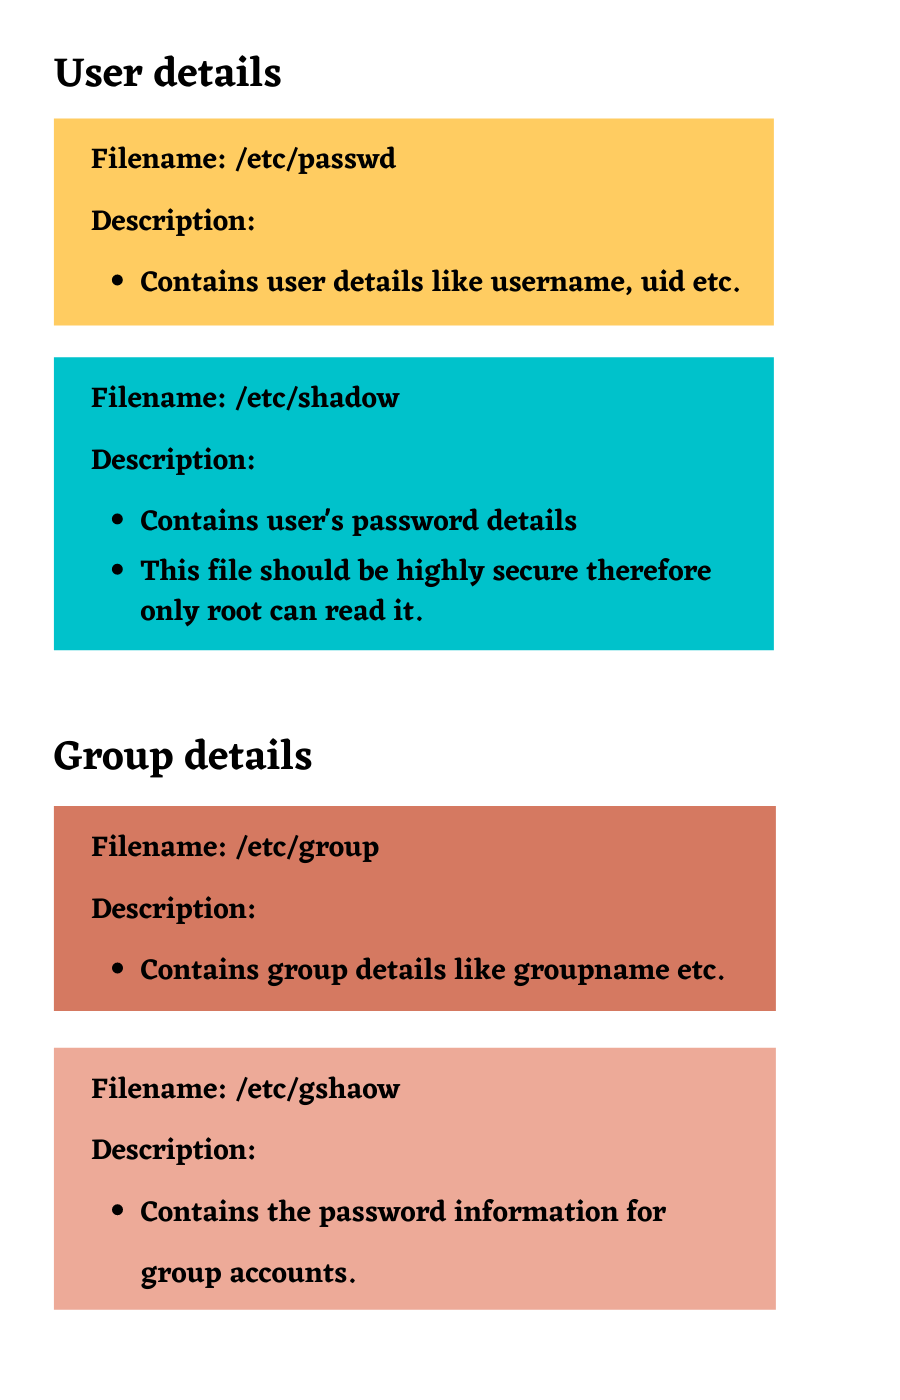 User details
Filename: /etc/passwd
Description:
• Contains user details like username, uid etc.
Filename: /etc/shadow
Description:
• Contains user's password details
• This file should be highly secure therefore
only root can read it.
Group details
Filename: /etc/group
Description:
• Contains group details like groupname etc.
Filename: /etc/gshaow
Description:
• Contains the password information for
group accounts.